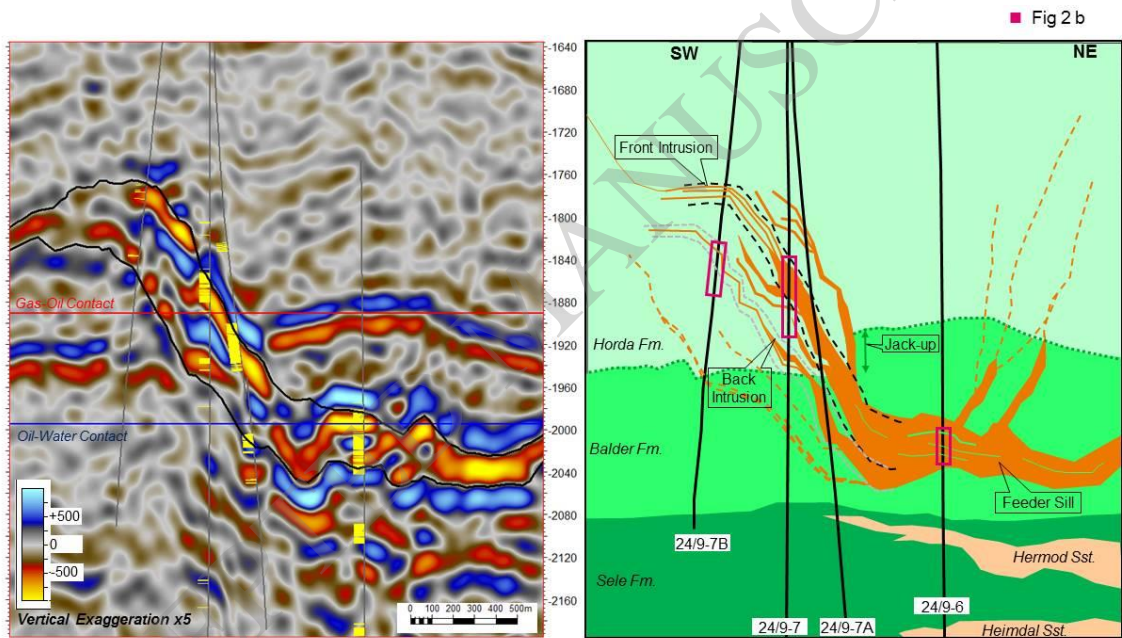 Fig 2 b
-1640
-1680
-1720
-1760
-1800
-1840
-1880
-1920
-1960
-2000
-2040
-2080
-2120
-2160
Gas-Oil Contact
Oil-Water Contact
+500
0
-500
Vertical Exaggeration x5
0 100 200 300 400 500m
SW
NE
Front Intrusion
Horda Fm.
Jack-up
Back
Intrusion
Balder Fm.
Feeder Sill
24/9-7B
Hermod Sst.
Sele Fm.
24/9-6
24/9-7
24/9-7A
Heimdal Sst.